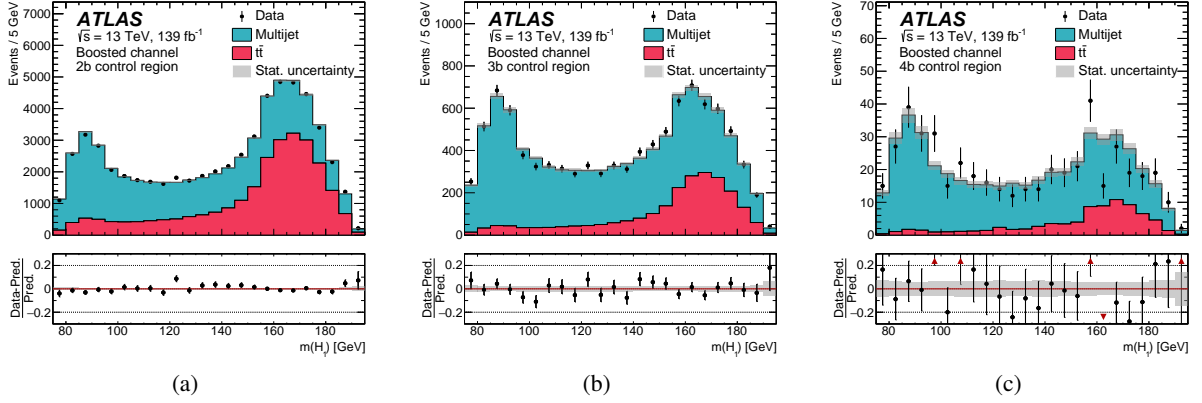 Events / 5 GeV
7000
6000
5000
4000
3000
2000
1000
0
ATLAS
√s = 13 TeV, 139 fb⁻¹
Boosted channel
2b control region
Data
Multijet
tt̄
Stat. uncertainty
Data-Pred.
Pred.
0.2
0
−0.2
80 100 120 140 160 180
m(H_T) [GeV]
(a)
Events / 5 GeV
1000
800
600
400
200
0
ATLAS
√s = 13 TeV, 139 fb⁻¹
Boosted channel
3b control region
Data
Multijet
tt̄
Stat. uncertainty
Data-Pred.
Pred.
0.2
0
−0.2
80 100 120 140 160 180
m(H_T) [GeV]
(b)
Events / 5 GeV
70
60
50
40
30
20
10
0
ATLAS
√s = 13 TeV, 139 fb⁻¹
Boosted channel
4b control region
Data
Multijet
tt̄
Stat. uncertainty
Data-Pred.
Pred.
0.2
0
−0.2
80 100 120 140 160 180
m(H_T) [GeV]
(c)